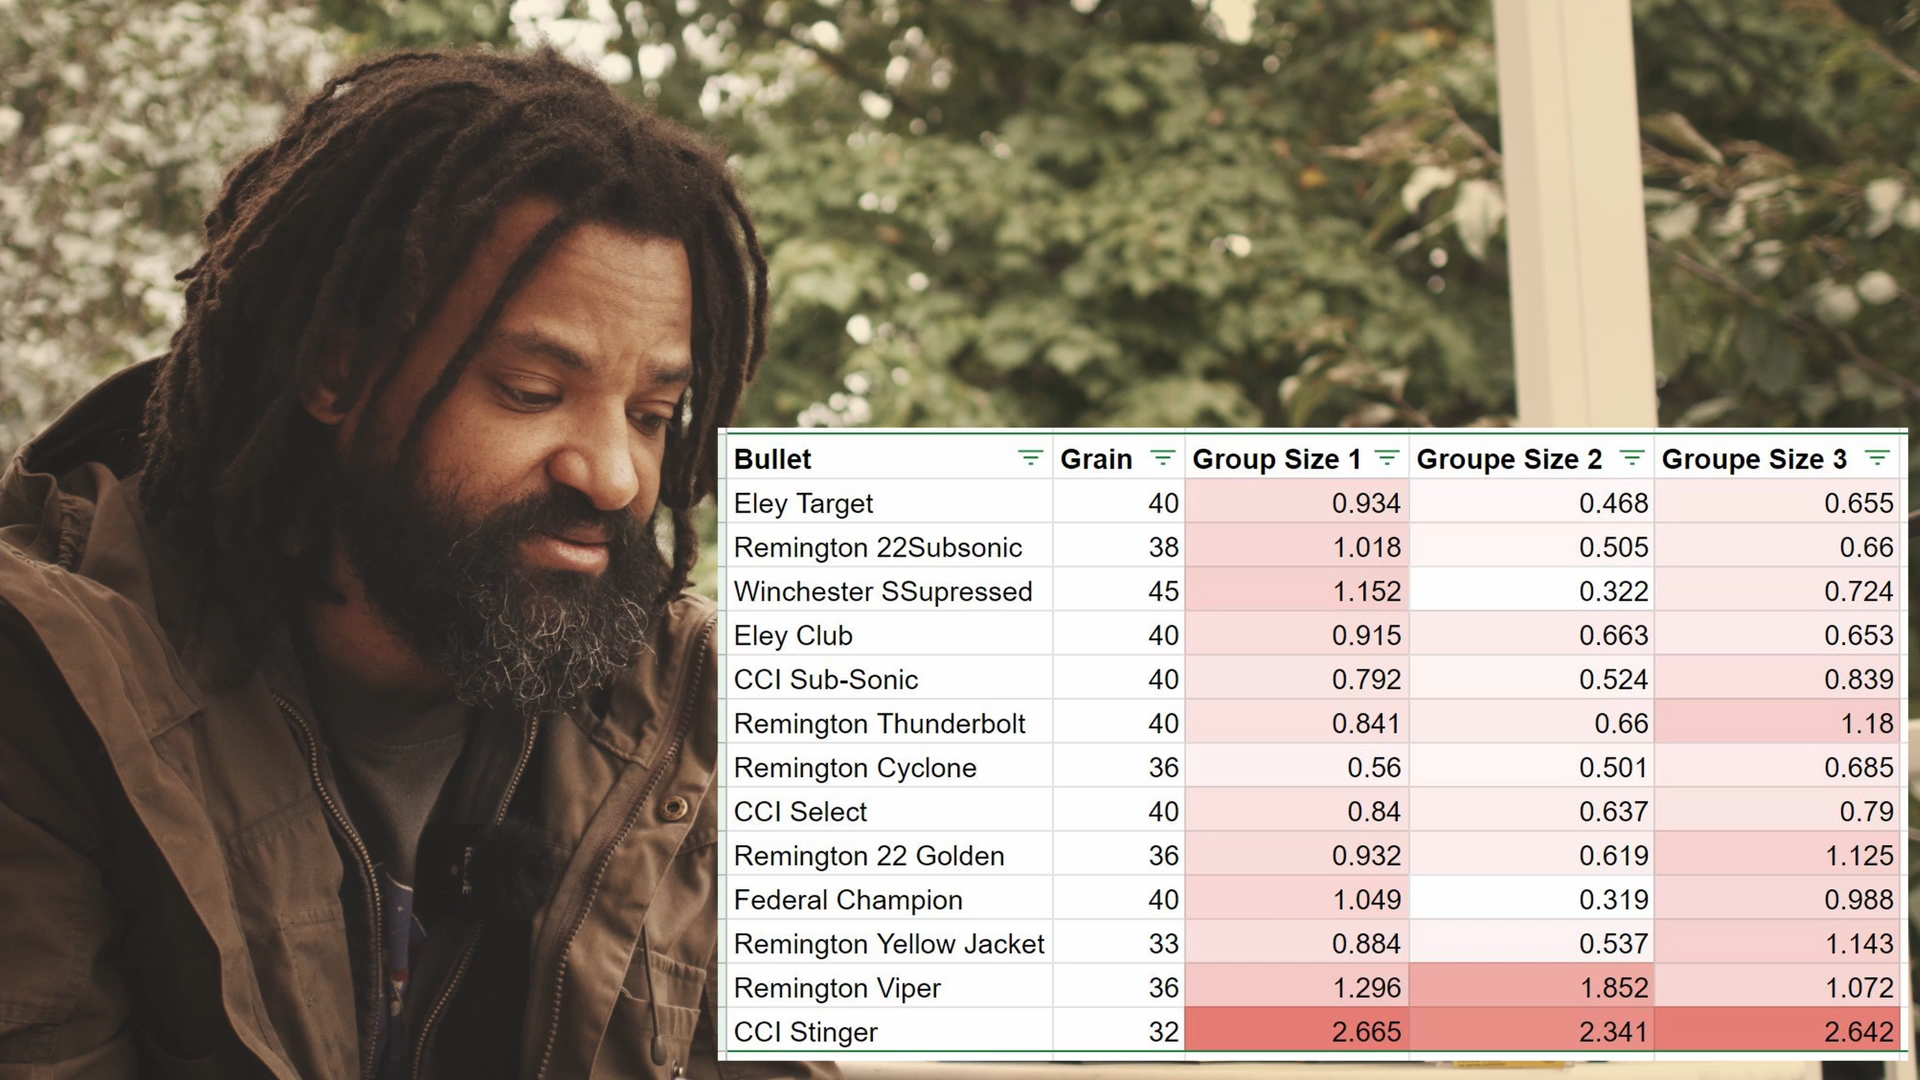 Bullet Grain Group Size 1 Groupe Size 2 Groupe Size 3
Eley Target 40 0.934 0.468 0.655
Remington 22Subsonic 38 1.018 0.505 0.66
Winchester SSupressed 45 1.152 0.322 0.724
Eley Club 40 0.915 0.663 0.653
CCI Sub-Sonic 40 0.792 0.524 0.839
Remington Thunderbolt 40 0.841 0.66 1.18
Remington Cyclone 36 0.56 0.501 0.685
CCI Select 40 0.84 0.637 0.79
Remington 22 Golden 36 0.932 0.619 1.125
Federal Champion 40 1.049 0.319 0.988
Remington Yellow Jacket 33 0.884 0.537 1.143
Remington Viper 36 1.296 1.852 1.072
CCI Stinger 32 2.665 2.341 2.642